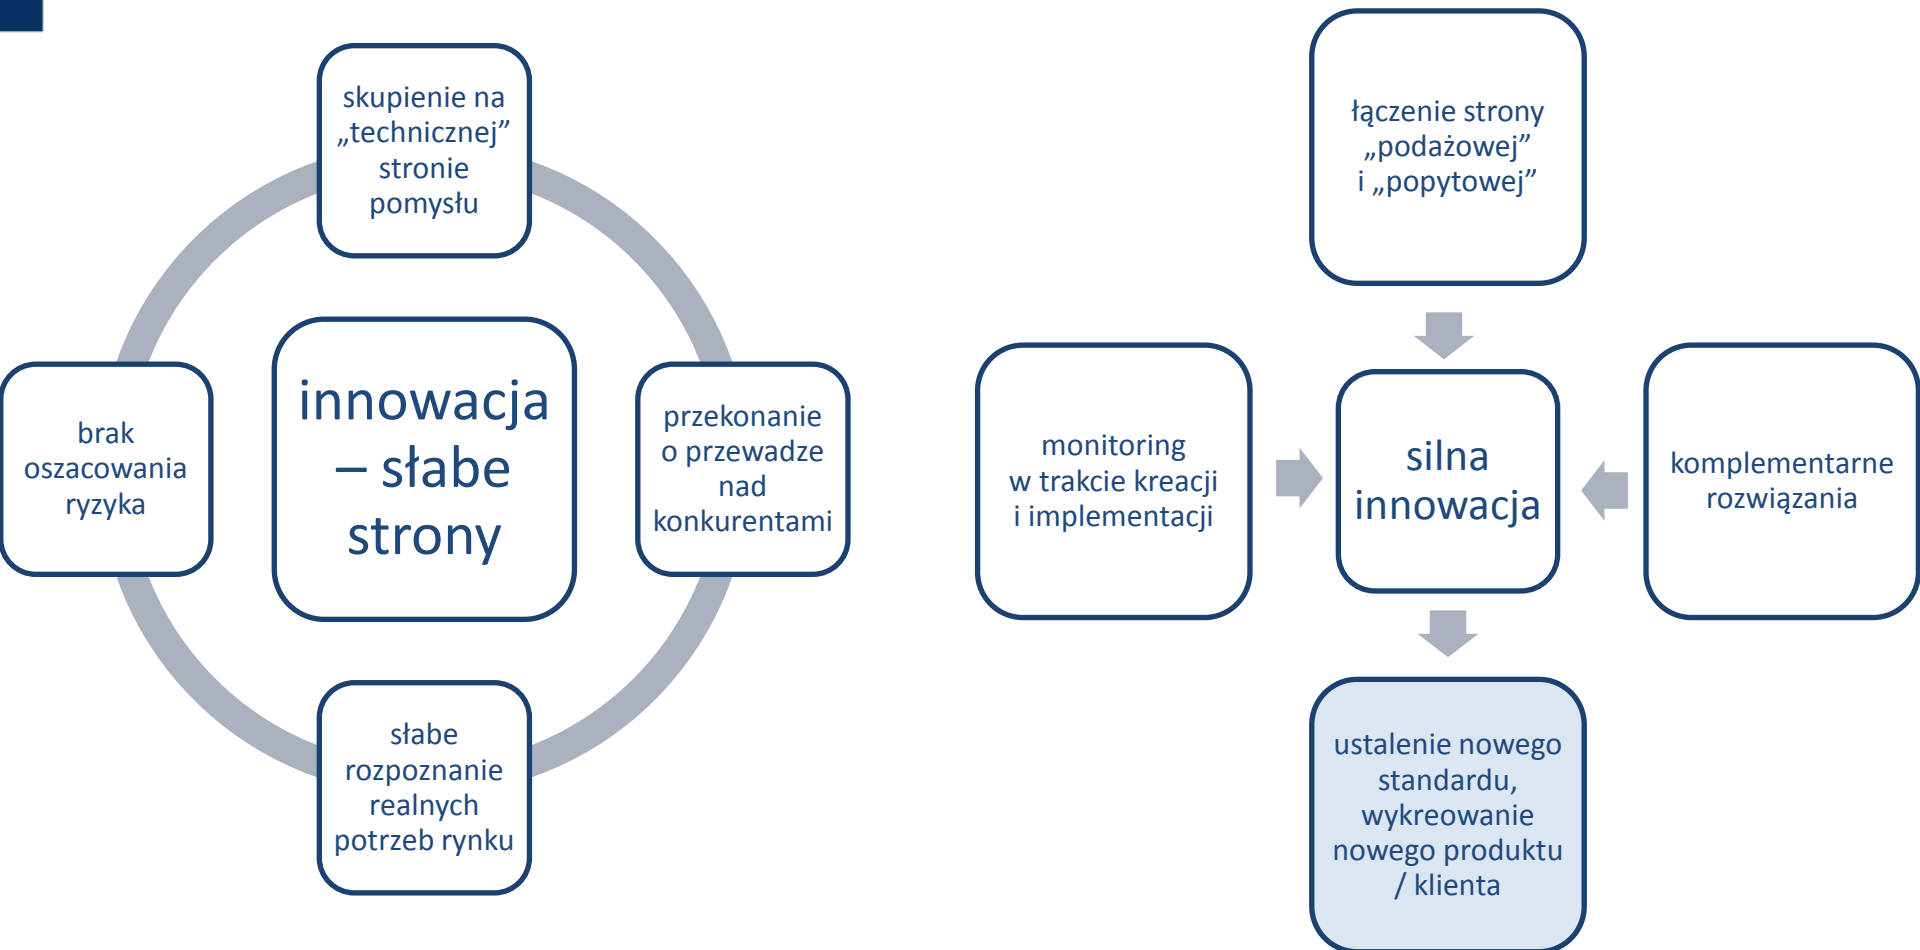 skupienie na
„technicznej”
stronie
pomysłu
innowacja
– słabe
strony
przekonanie
o przewadze
nad
konkurentami
słabe
rozpoznanie
realnych
potrzeb rynku
brak
oszacowania
ryzyka
łączenie strony
„podażowej”
i „popytowej”
monitoring
w trakcie kreacji
i implementacji
silna
innowacja
komplementarne
rozwiązania
ustalenie nowego
standardu,
wykreowanie
nowego produktu
/ klienta